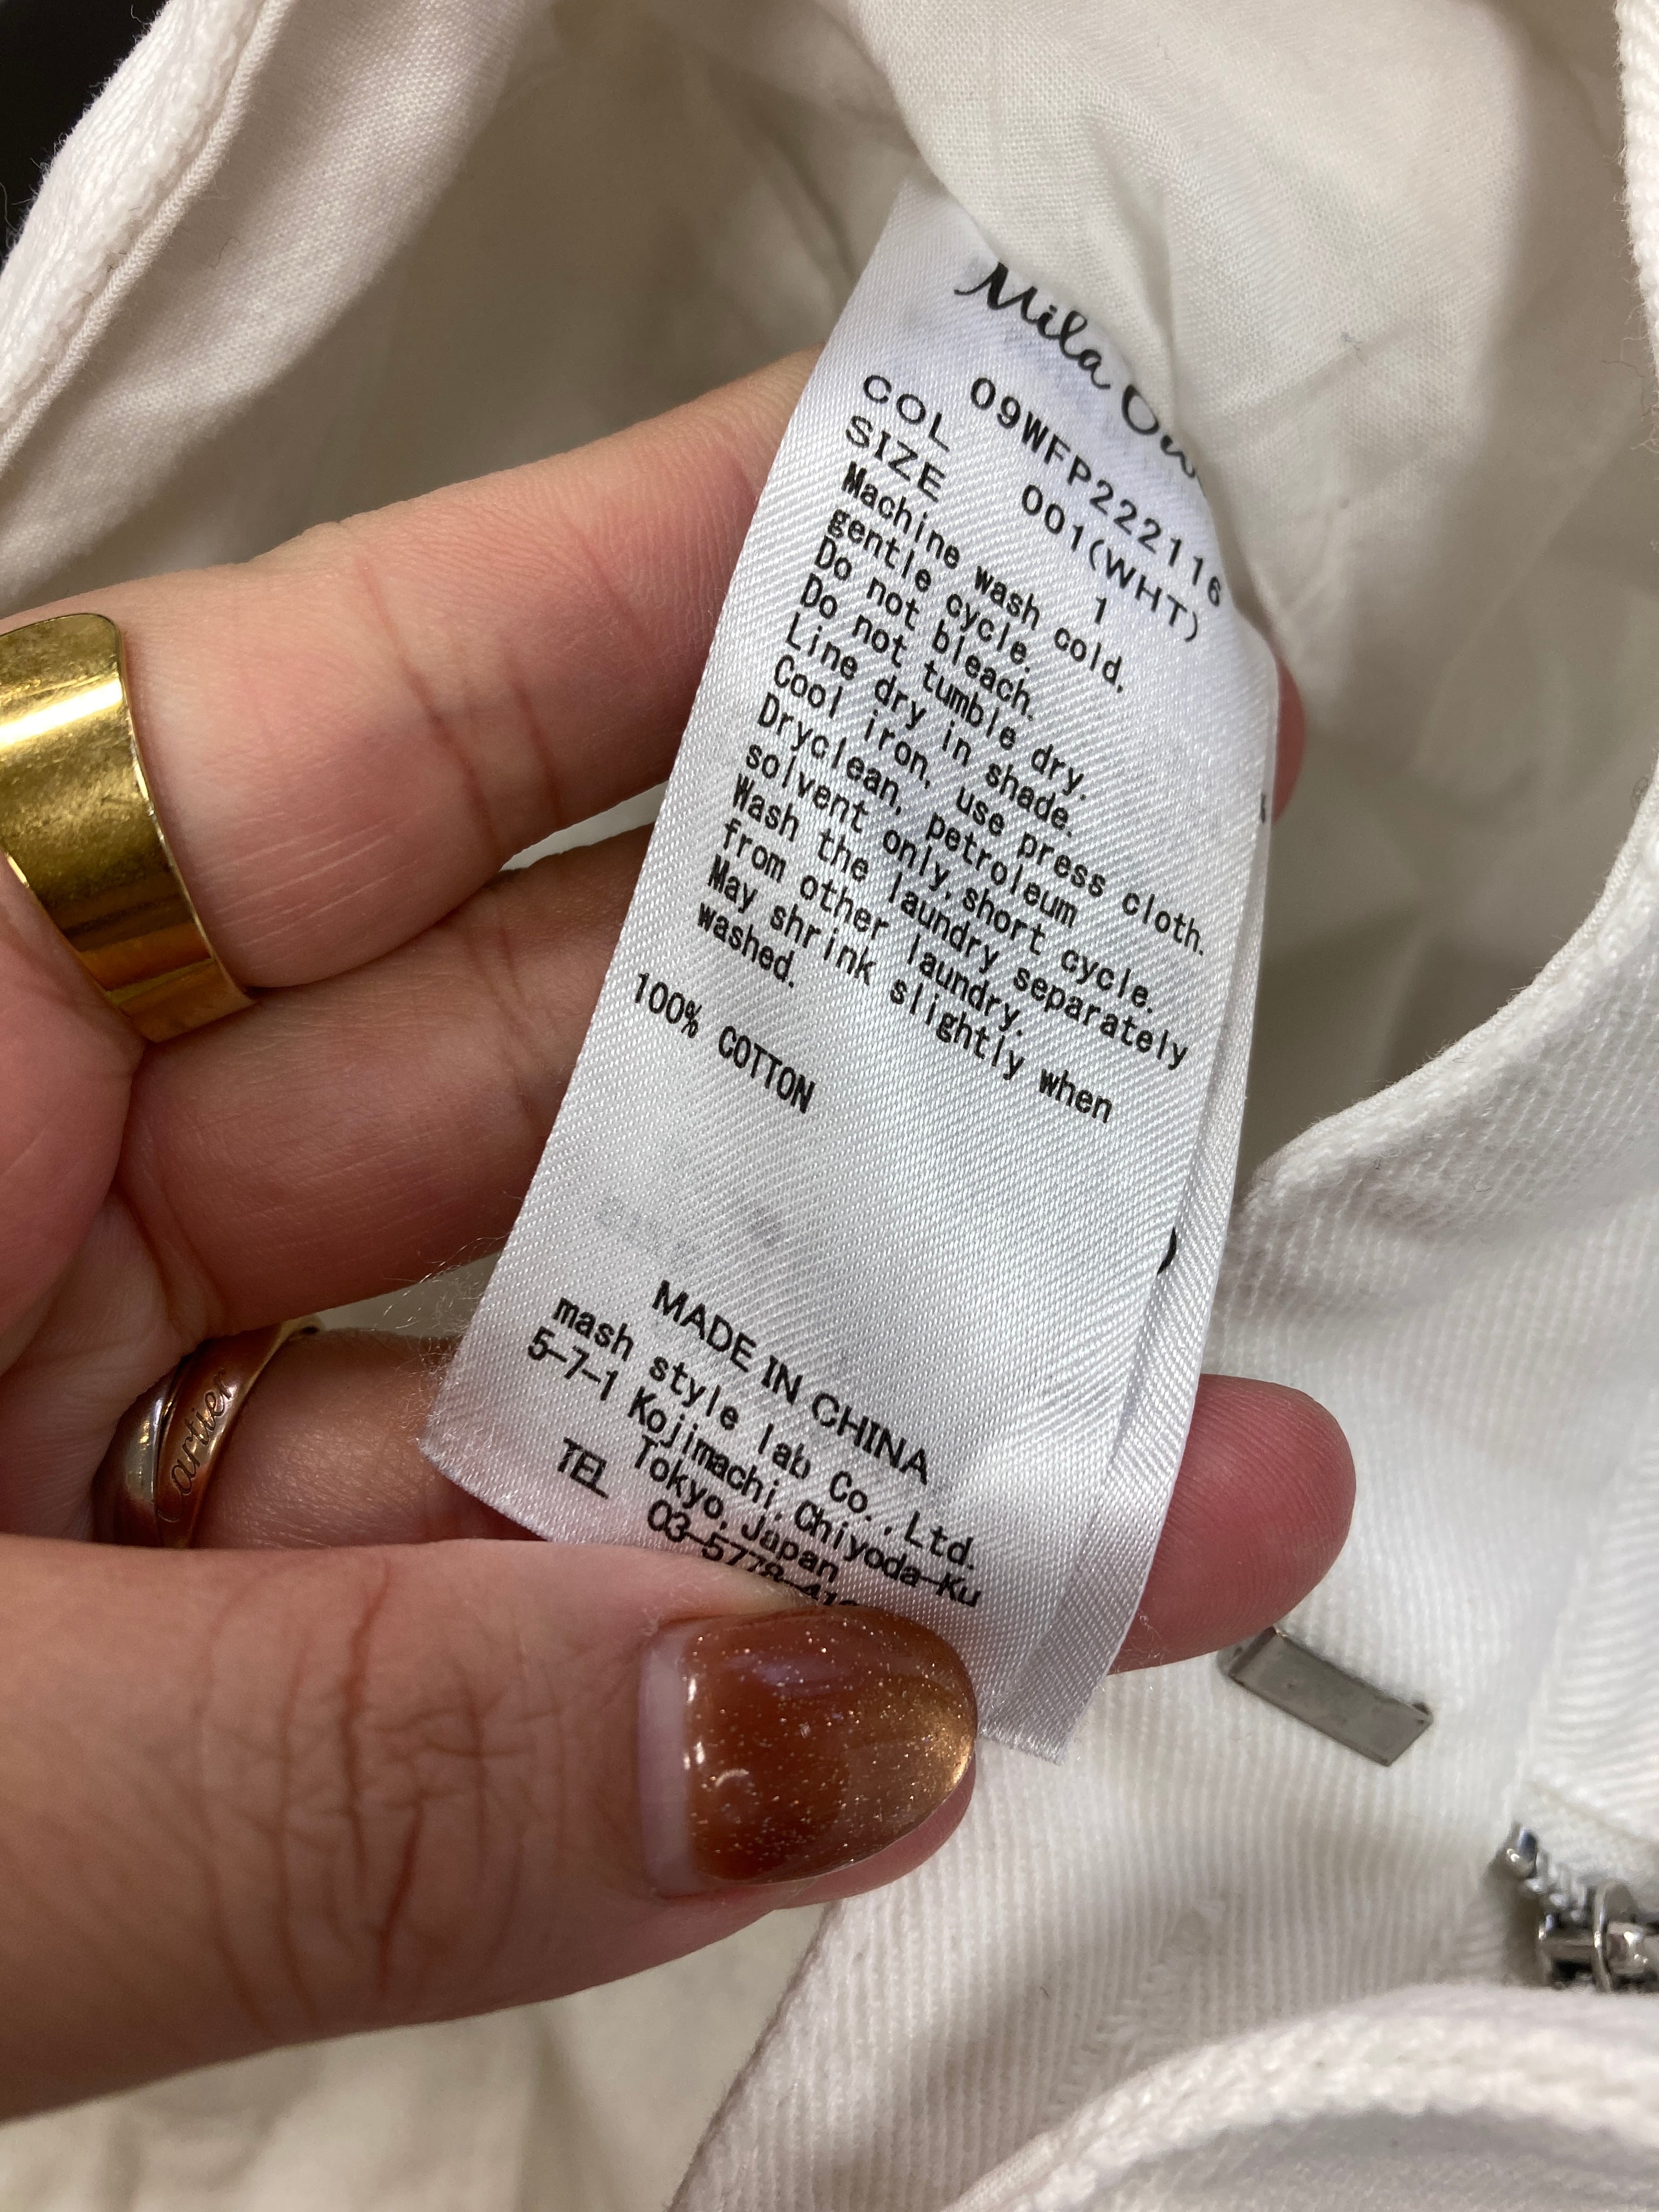 Mila
09WFP222116
COL 001(WHT)
SIZE 1
Machine wash cold.
gentle cycle.
Do not bleach.
Do not tumble dry.
Line dry in shade.
Cool iron, use press cloth.
Dryclean, petroleum
solvent only,short cycle.
Wash the laundry separately
from other laundry.
May shrink slightly when
washed.
100% COTTON
MADE IN CHINA
mash style lab Co.,Ltd.
5-7-1 Kojimachi,Chiyoda-Ku
Tokyo, Japan
TEL
Cartier